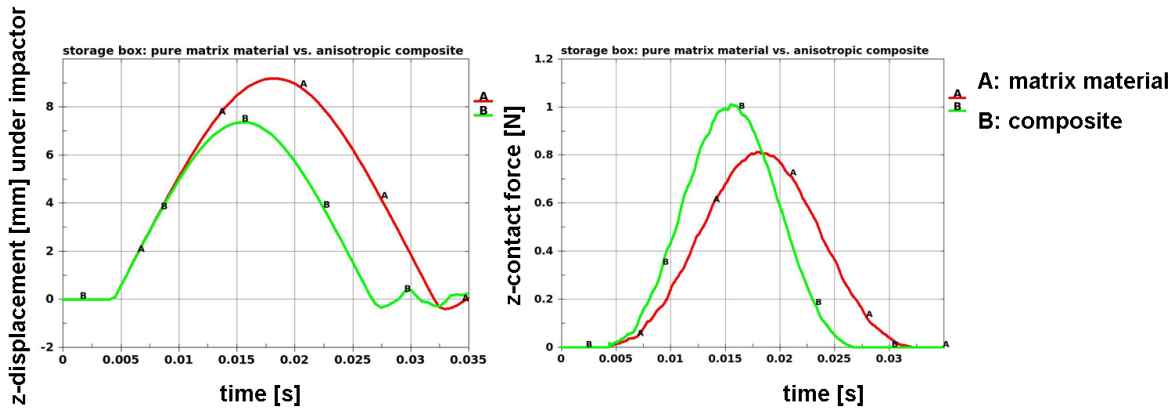 z-displacement [mm] under impactor
storage box: pure matrix material vs. anisotropic composite
8
6
4
2
0
-2
0 0.005 0.01 0.015 0.02 0.025 0.03 0.035
time [s]
A
B
A
A
A
A
A
B
B
B
B
B
z-contact force [N]
storage box: pure matrix material vs. anisotropic composite
1.2
1
0.8
0.6
0.4
0.2
0
0 0.005 0.01 0.015 0.02 0.025 0.03
time [s]
A
B
A
A
A
A
A
B
B
B
B
B
A: matrix material
B: composite